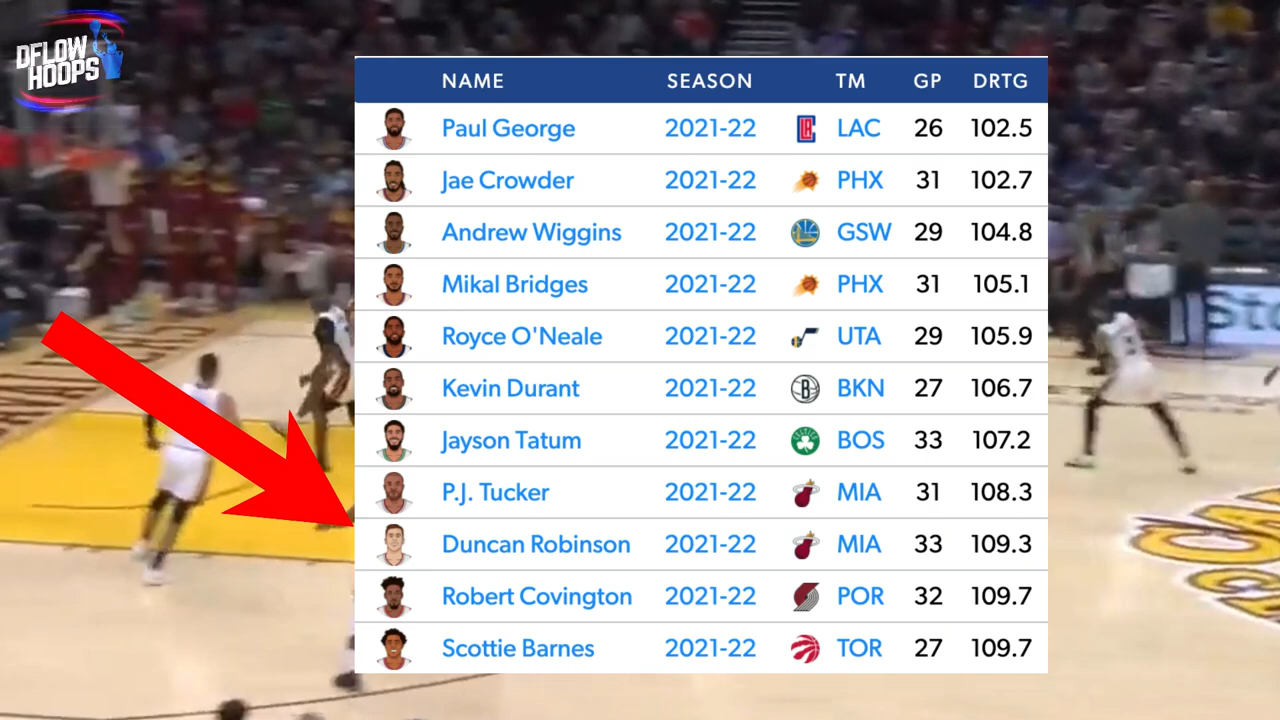 DFLOW
HOOPS
NAME SEASON TM GP DRTG
Paul George 2021-22 LAC 26 102.5
Jae Crowder 2021-22 PHX 31 102.7
Andrew Wiggins 2021-22 GSW 29 104.8
Mikal Bridges 2021-22 PHX 31 105.1
Royce O'Neale 2021-22 UTA 29 105.9
Kevin Durant 2021-22 BKN 27 106.7
Jayson Tatum 2021-22 BOS 33 107.2
P.J. Tucker 2021-22 MIA 31 108.3
Duncan Robinson 2021-22 MIA 33 109.3
Robert Covington 2021-22 POR 32 109.7
Scottie Barnes 2021-22 TOR 27 109.7